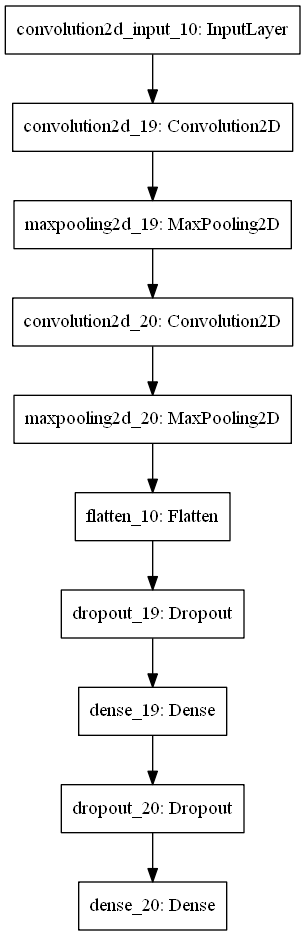 convolution2d_input_10: InputLayer
convolution2d_19: Convolution2D
maxpooling2d_19: MaxPooling2D
convolution2d_20: Convolution2D
maxpooling2d_20: MaxPooling2D
flatten_10: Flatten
dropout_19: Dropout
dense_19: Dense
dropout_20: Dropout
dense_20: Dense